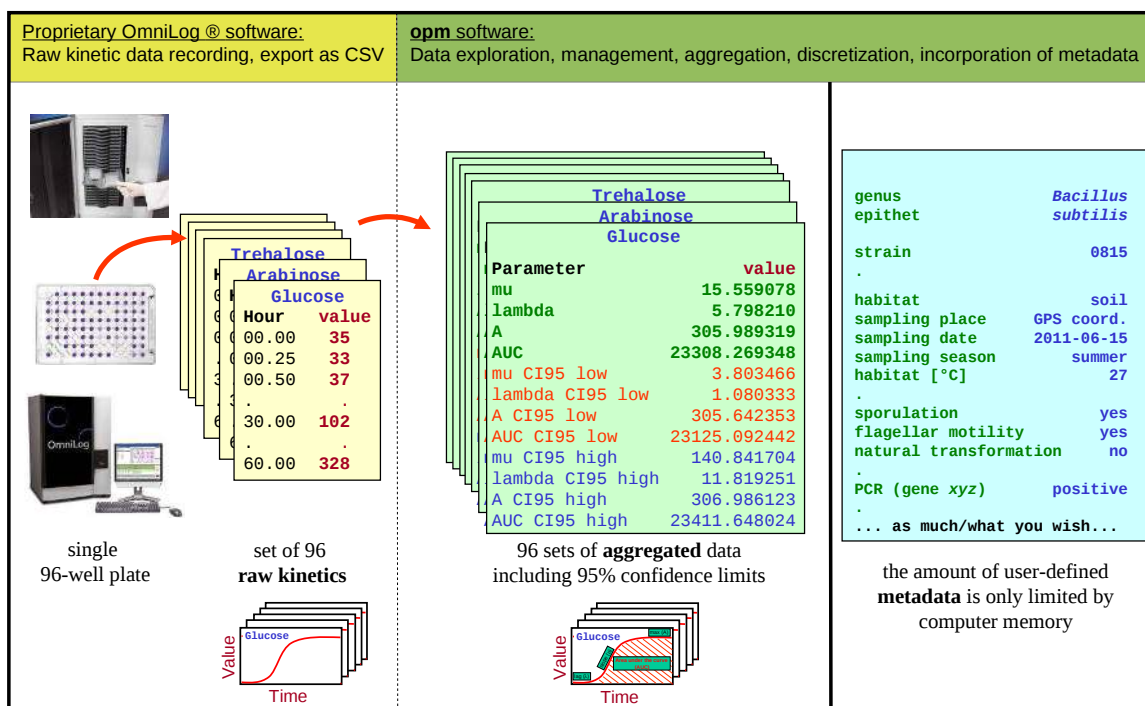 Proprietary OmniLog ® software:
Raw kinetic data recording, export as CSV
opm software:
Data exploration, management, aggregation, discretization, incorporation of metadata
OmniLog
single
96-well plate
Trehalose
Arabinose
Glucose
Hour value
00.00 35
00.25 33
00.50 37
. .
30.00 102
. .
60.00 328
set of 96
raw kinetics
Glucose
Value
Time
Trehalose
Arabinose
Glucose
Parameter value
mu 15.559078
lambda 5.798210
A 305.989319
AUC 23308.269348
mu CI95 low 3.803466
lambda CI95 low 1.080333
A CI95 low 305.642353
AUC CI95 low 23125.092442
mu CI95 high 140.841704
lambda CI95 high 11.819251
A CI95 high 306.986123
AUC CI95 high 23411.648024
96 sets of aggregated data
including 95% confidence limits
Glucose
Value
Time
genus Bacillus
epithet subtilis
strain 0815
.
habitat soil
sampling place GPS coord.
sampling date 2011-06-15
sampling season summer
habitat [°C] 27
.
sporulation yes
flagellar motility yes
natural transformation no
.
PCR (gene xyz) positive
.
... as much/what you wish...
the amount of user-defined
metadata is only limited by
computer memory